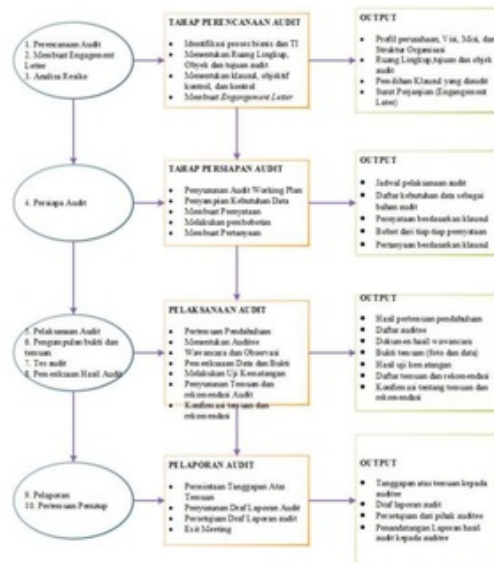 1. Perencanaan Audit
2. Membuat Engagement
Letter
3. Analisa Resiko
TAHAP PERENCANAAN AUDIT
Identifikasi proses bisnis dan TI
Menentukan Ruang Lingkup,
Obyek dan tujuan audit
Menentukan klausul, objektif
kontrol, dan kontrol
Membuat Engangement Letter
OUTPUT
Profil perusahaan, Visi, Misi, dan
Struktur Organisasi
Ruang Lingkup,tujuan dan objek
audit
Pemilihan Klausul yang diaudit
Surat Perjanjian (Engangement
Later)
4. Persiapa Audit
TAHAP PERSIAPAN AUDIT
Penyusunan Audit Working Plan
Penyampian Kebutuhan Data
Membuat Pernyataan
Melakukan pembobotan
Membuat Pertanyaan
OUTPUT
Jadwal pelaksanaan audit
Daftar kebutuhan data sebagai
bahan audit
Pernyataan berdasarkan klausul
Bobot dari tiap-tiap pernyataan
Pertanyaan berdasarkan klausul
5. Pelaksanaan Audit
6. Pengumpulan bukti dan
temuan
7. Tes audit
8. Pemeriksaan Hasil Audit
PELAKSANAAN AUDIT
Pertemuan Pendahuluan
Menentukan Auditee
Wawancara dan Observasi
Pemeriksaan Data dan Bukti
Melakukan Uji Kematangan
Penyusunan Temuan dan
rekomendasi Audit
Konfirmasi temuan dan
rekomendasi
OUTPUT
Hasil pertemuan pendahuluan
Daftar auditee
Dokumen hasil wawancara
Bukti temuan (foto dan data)
Hasil uji kematangan
Daftar temuan dan rekomendasi
Konfirmasi tentang temuan dan
rekomendasi
9. Pelaporan
10. Pertemuan Penutup
PELAPORAN AUDIT
Permintaan Tanggapan Atas
Temuan
Penyusunan Draf Laporan Audit
Persetujuan Draf Laporan audit
Exit Meeting
OUTPUT
Tanggapan atas temuan kepada
auditee
Draf laporan audit
Persetujuan dari pihak auditee
Penandatangan Laporan hasil
audit kepada auditee